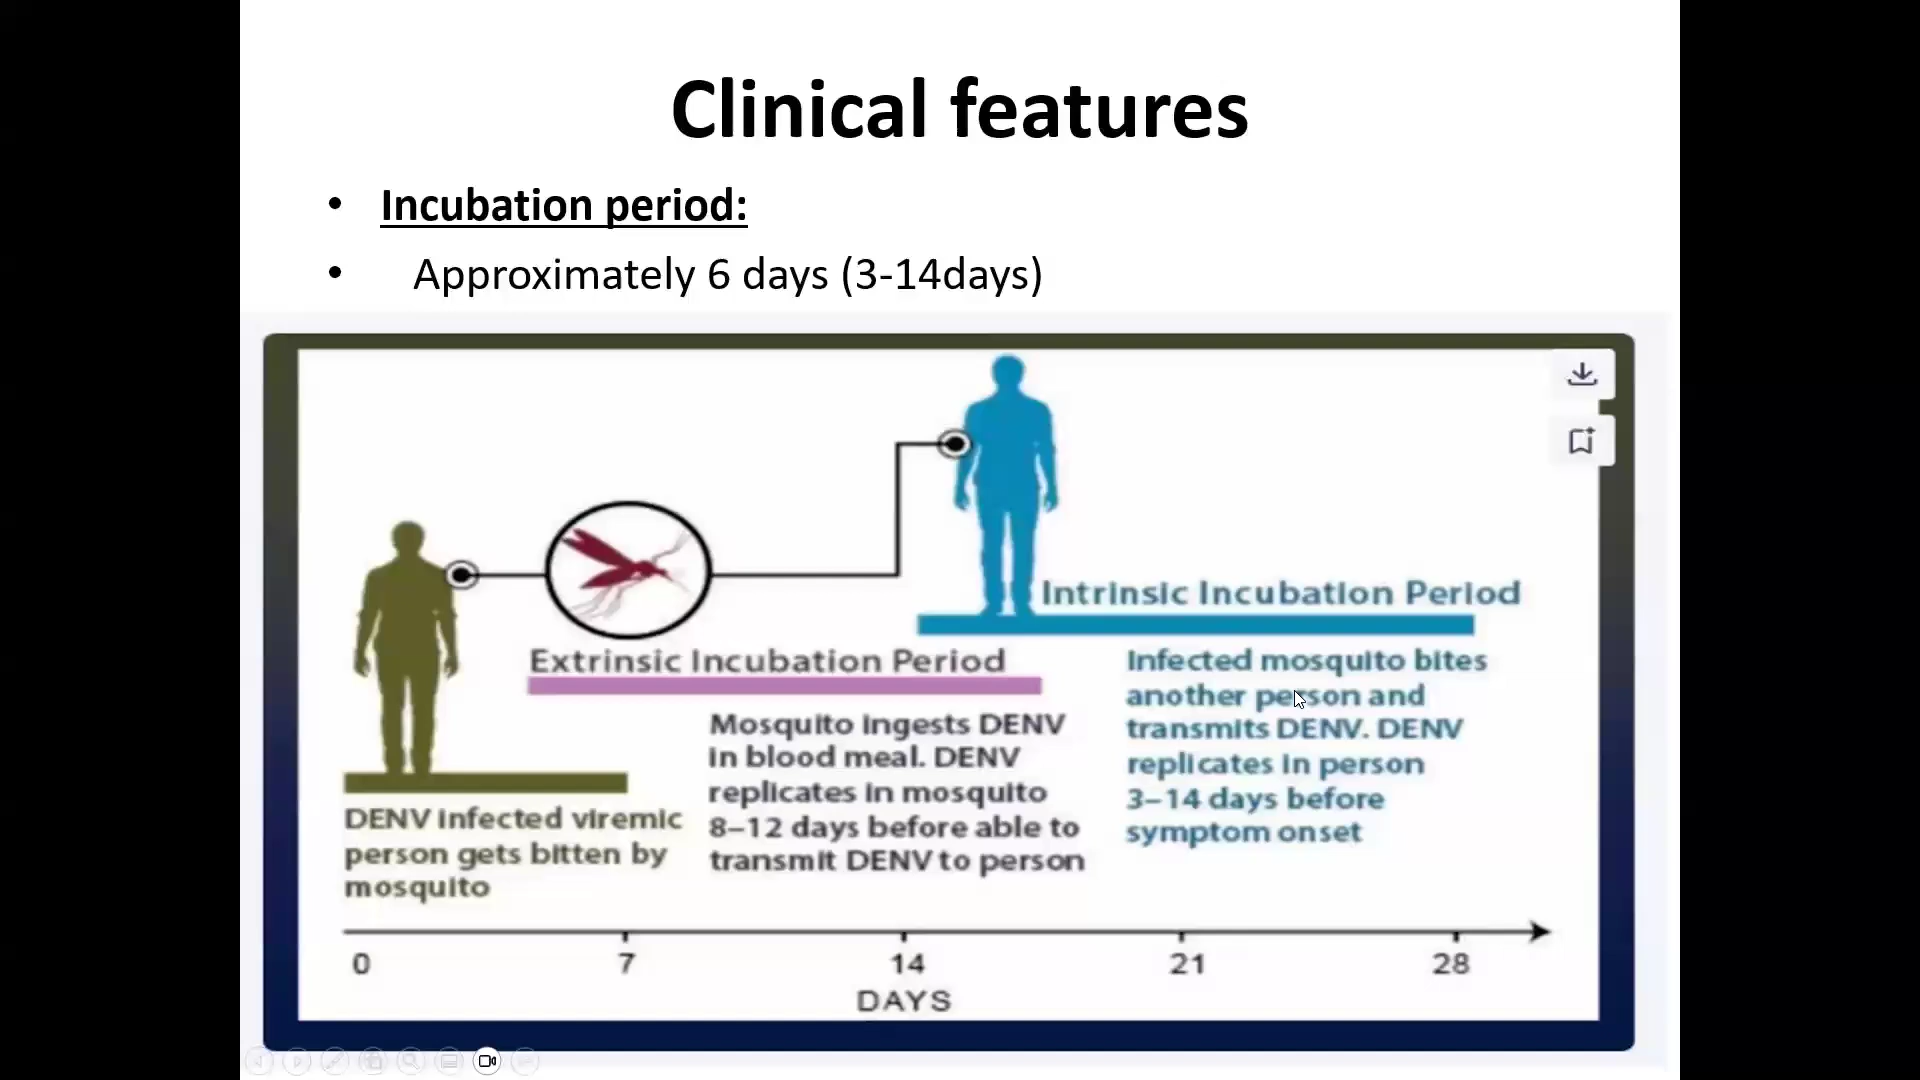 Clinical features
• Incubation period:
• Approximately 6 days (3-14days)
Intrinsic Incubation Period
Extrinsic Incubation Period
Infected mosquito bites
another person and
transmits DENV. DENV
replicates in person
3–14 days before
symptom onset
Mosquito ingests DENV
in blood meal. DENV
replicates in mosquito
8–12 days before able to
transmit DENV to person
DENV infected viremic
person gets bitten by
mosquito
0 7 14 21 28
DAYS